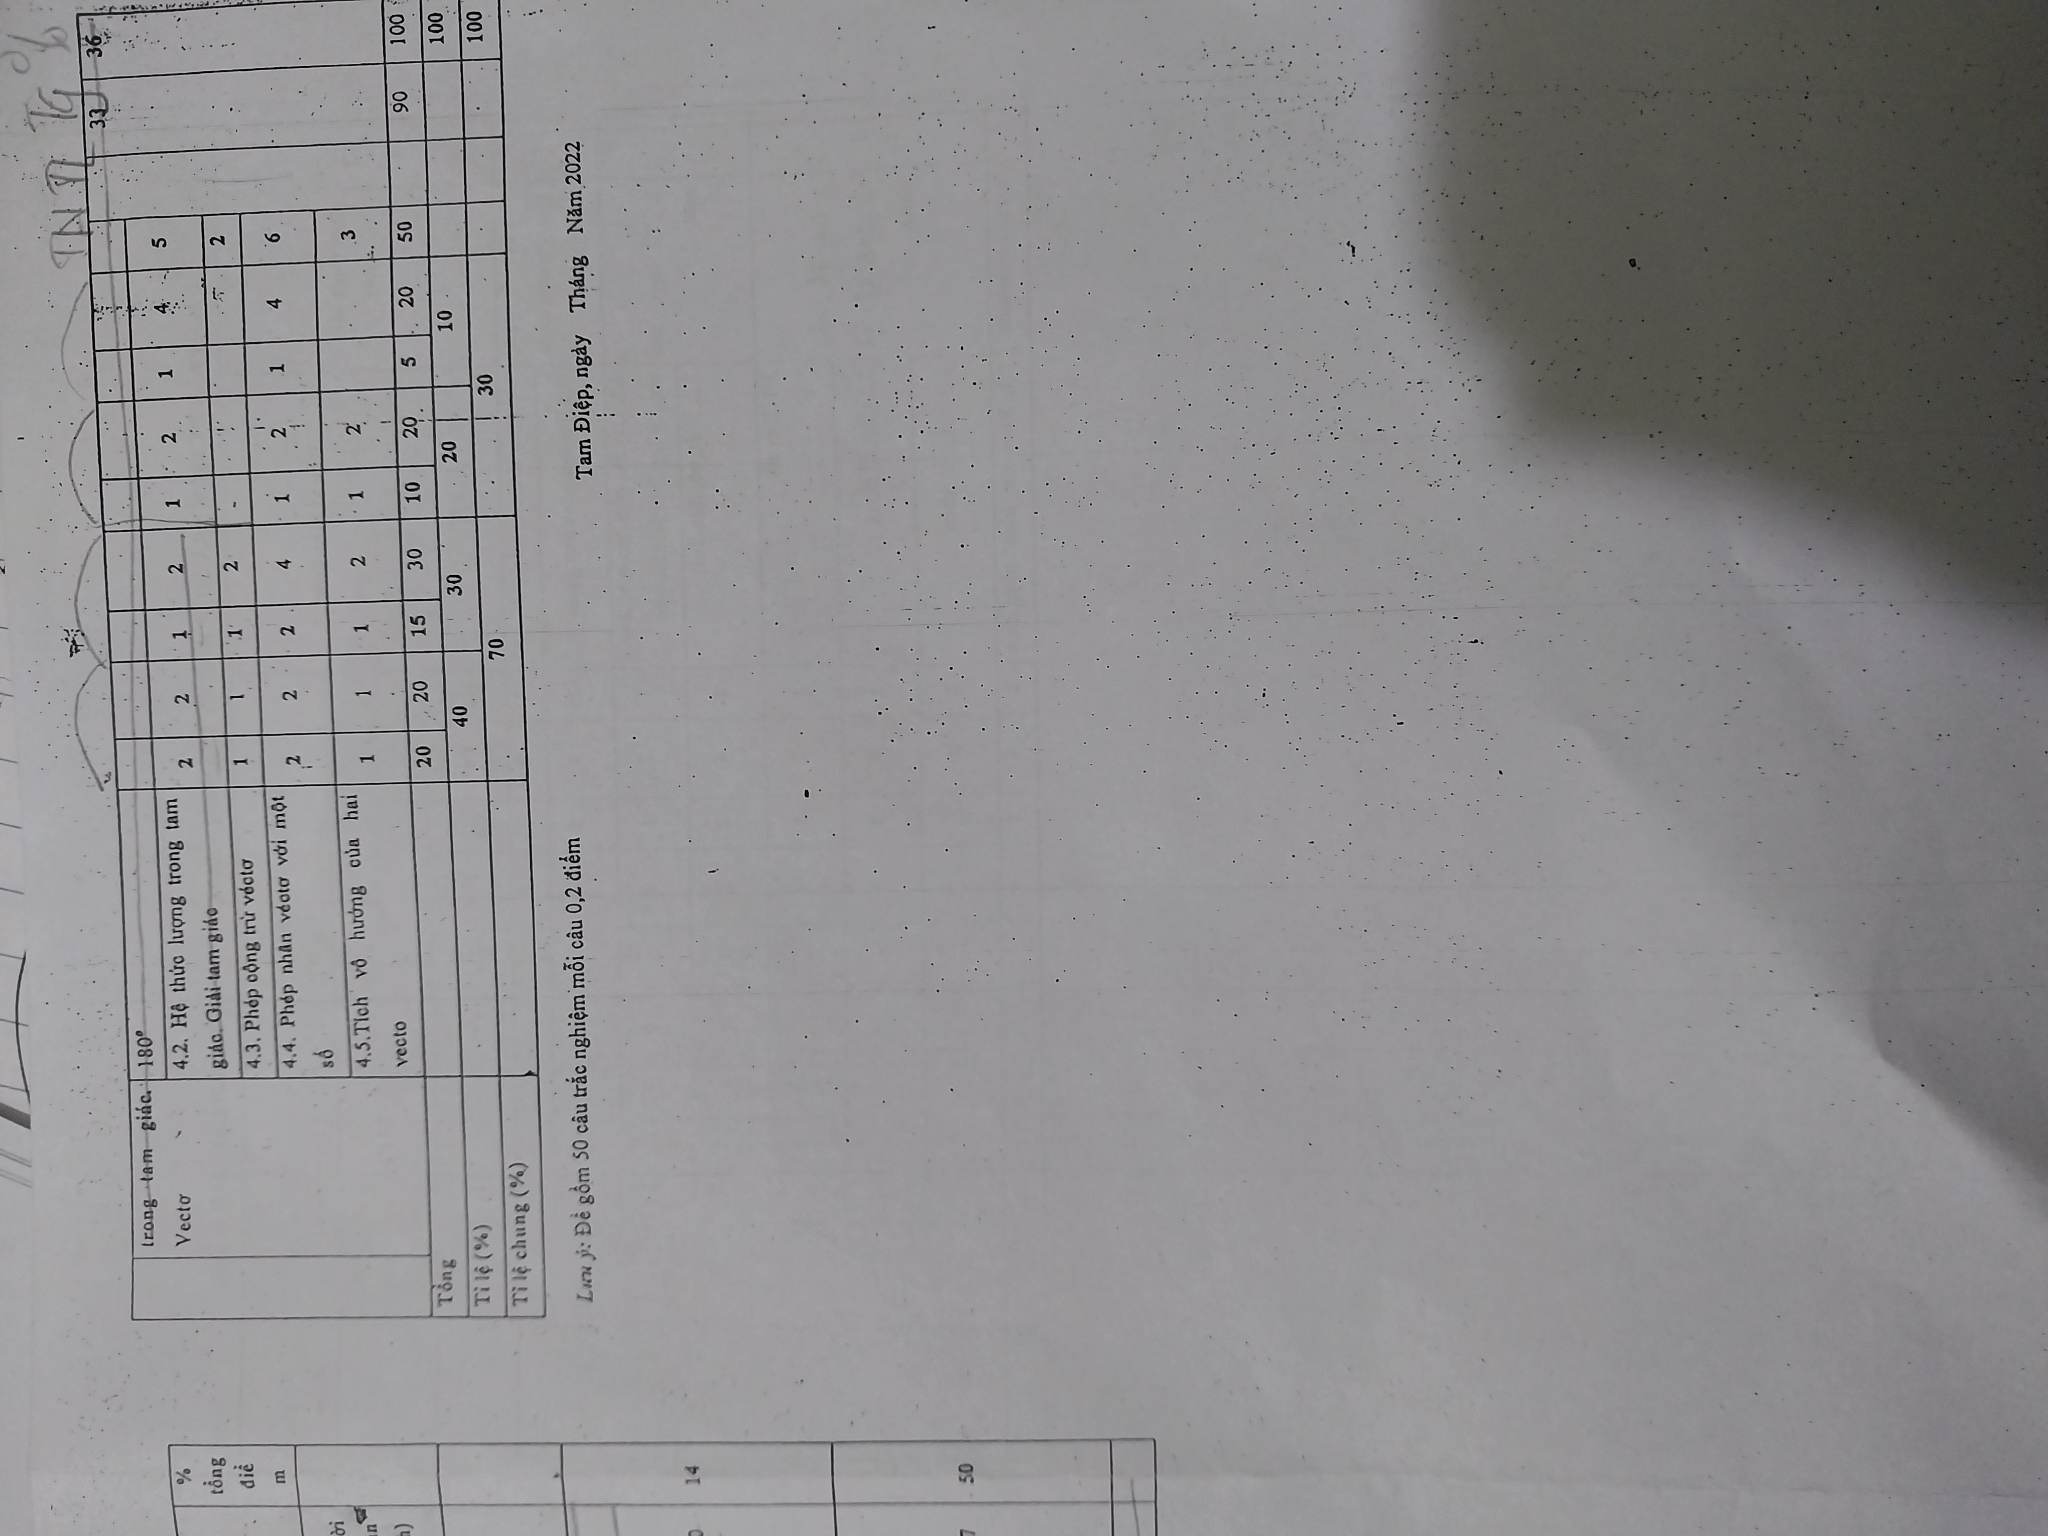 TN TL Tg %
33 36
trong tam giác. 180°
Vectơ
4.2. Hệ thức lượng trong tam 2 2 1 2 1 2 1 4 5
giác. Giải tam giác
4.3. Phép cộng trừ véctơ 1 1 1 2 - 2
4.4. Phép nhân véctơ với một 2 2 2 4 1 2 1 4 6
số
4.5.Tích vô hướng của hai 1 1 1 2 1 2 3
vecto
Tổng 20 20 15 30 10 20 5 20 50 90 100
Tỉ lệ (%) 40 30 20 10 100
Tỉ lệ chung (%) 70 30 100
Lưu ý: Đề gồm 50 câu trắc nghiệm mỗi câu 0,2 điểm
Tam Điệp, ngày Tháng Năm 2022
%
tổng
điể
m
14
50